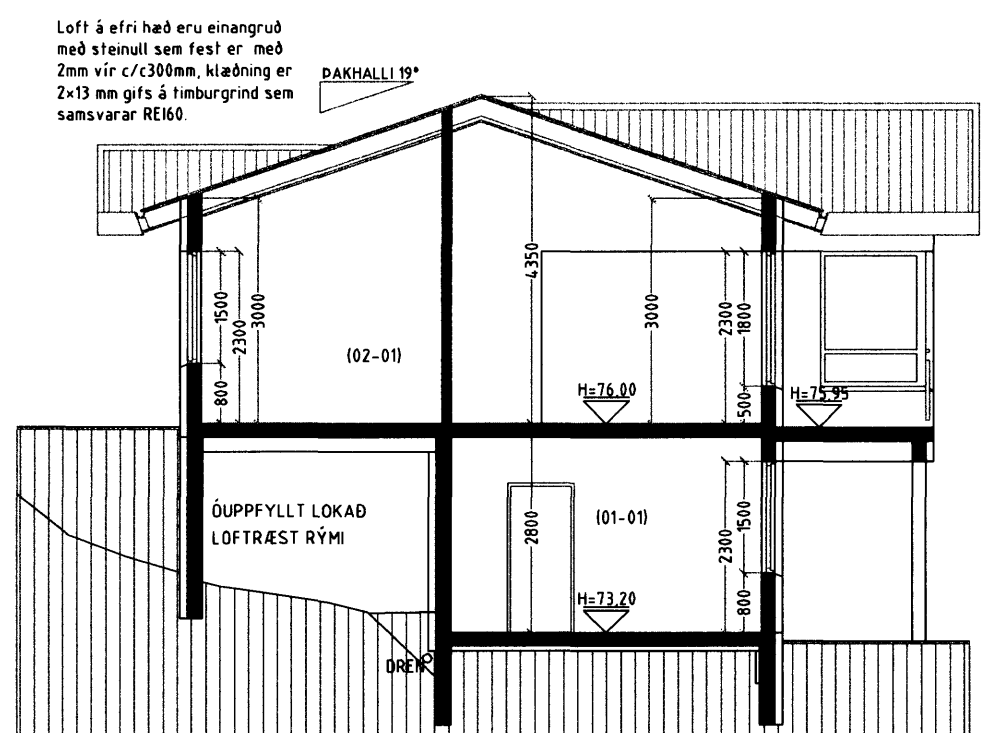 Loft á efri hæð eru einangruð
með steinull sem fest er með
2mm vír c/c300mm, klæðning er
2x13 mm gifs á timburgrind sem
samsvarar REI60.
ÞAKHALLI 19°
4350
1500
2300
3000
800
(02-01)
3000
2300
1800
500
H=76,00
H=75,95
ÓUPPFYLLT LOKAÐ
LOFTRÆST RÝMI
2800
(01-01)
2300
1500
800
H=73,20
DREN